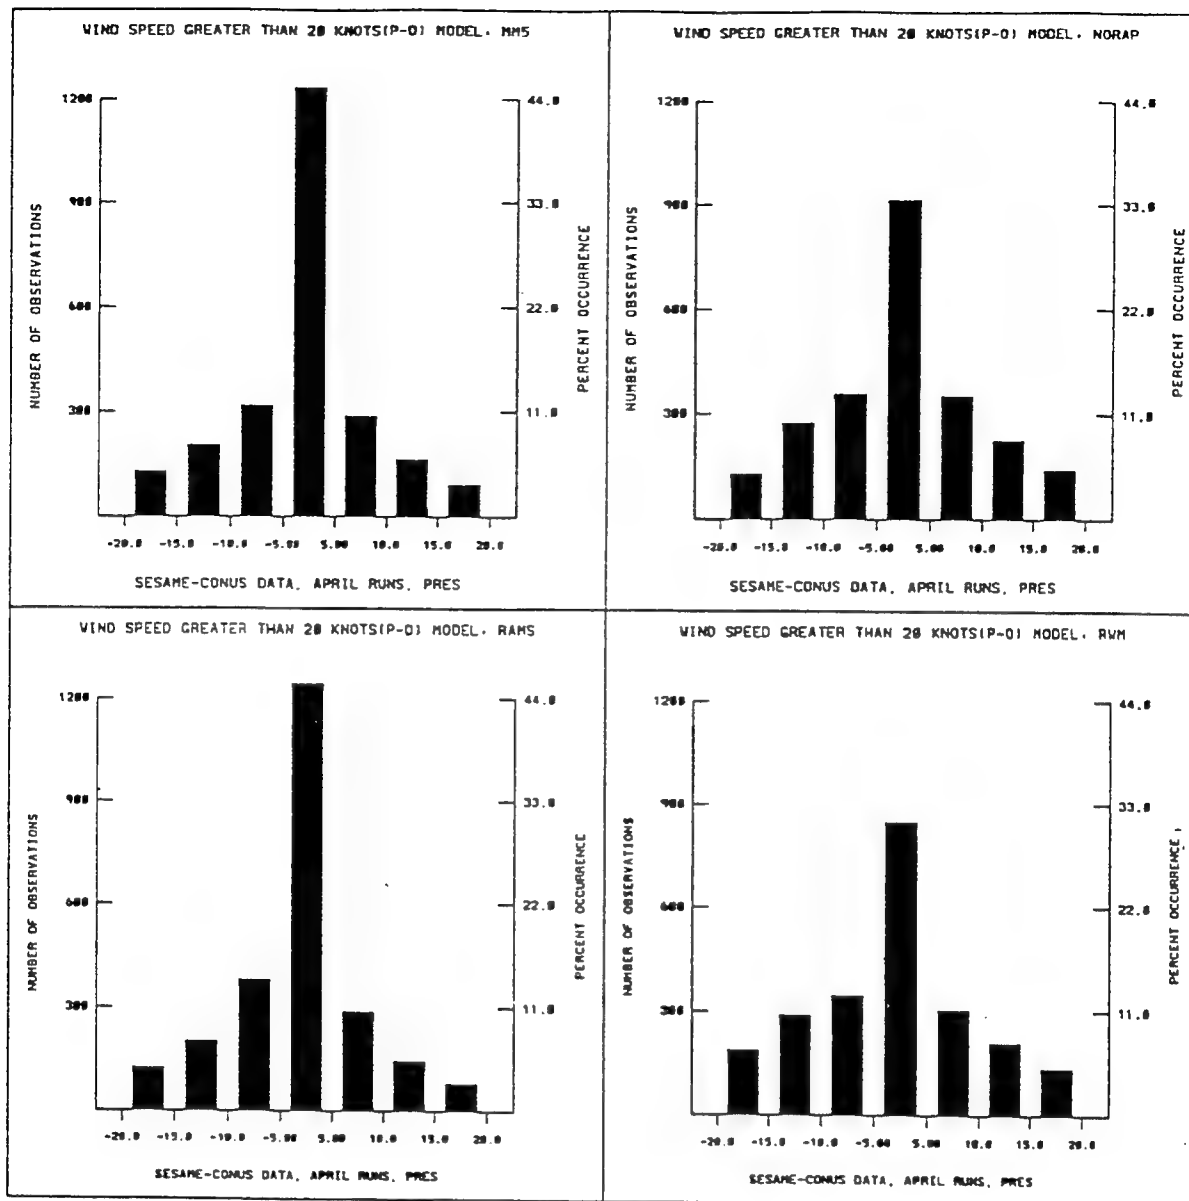 WIND SPEED GREATER THAN 20 KNOTS(P-O) MODEL. MM5
1200
900
600
300
NUMBER OF OBSERVATIONS
44.0
33.0
22.0
11.0
PERCENT OCCURRENCE
-20.0 -15.0 -10.0 -5.00 5.00 10.0 15.0 20.0
SESAME-CONUS DATA, APRIL RUNS, PRES
WIND SPEED GREATER THAN 20 KNOTS(P-O) MODEL. NORAP
1200
900
600
300
NUMBER OF OBSERVATIONS
44.0
33.0
22.0
11.0
PERCENT OCCURRENCE
-20.0 -15.0 -10.0 -5.00 5.00 10.0 15.0 20.0
SESAME-CONUS DATA, APRIL RUNS, PRES
WIND SPEED GREATER THAN 20 KNOTS(P-O) MODEL. RAMS
1200
900
600
300
NUMBER OF OBSERVATIONS
44.0
33.0
22.0
11.0
PERCENT OCCURRENCE
-20.0 -15.0 -10.0 -5.00 5.00 10.0 15.0 20.0
SESAME-CONUS DATA, APRIL RUNS, PRES
WIND SPEED GREATER THAN 20 KNOTS(P-O) MODEL. RWM
1200
900
600
300
NUMBER OF OBSERVATIONS
44.0
33.0
22.0
11.0
PERCENT OCCURRENCE
-20.0 -15.0 -10.0 -5.00 5.00 10.0 15.0 20.0
SESAME-CONUS DATA, APRIL RUNS, PRES